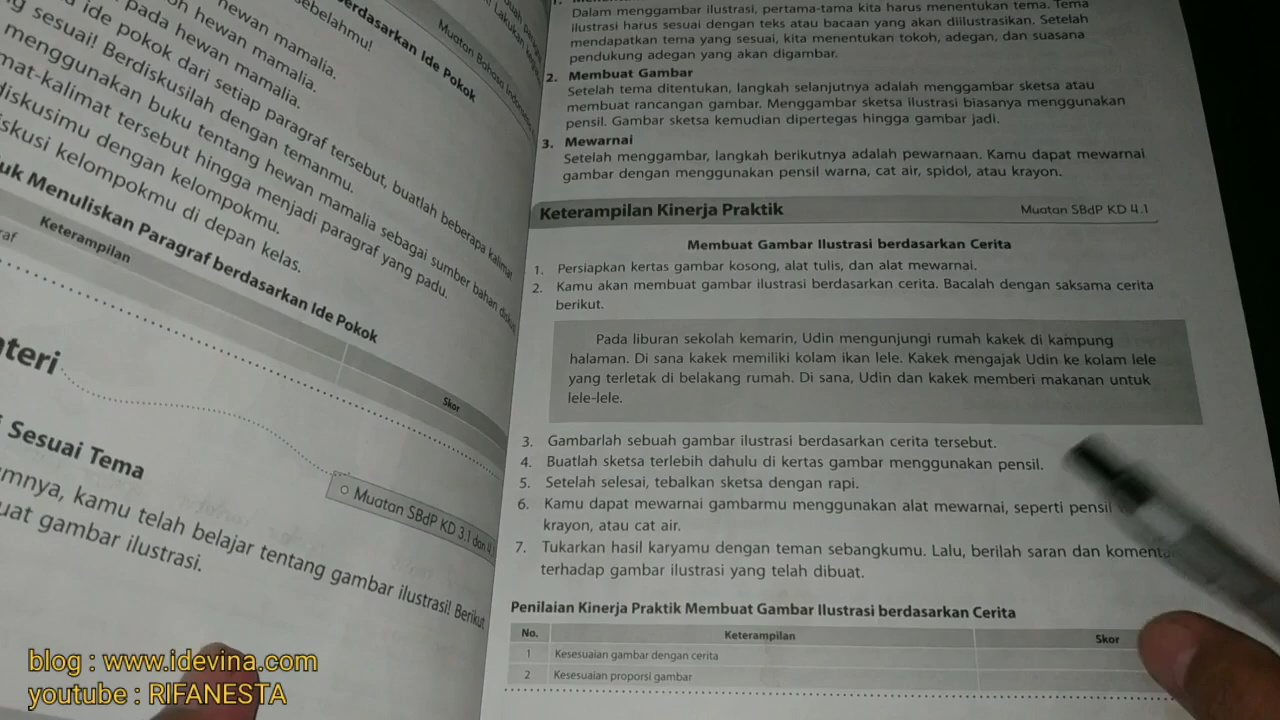 hewan mamalia.
hewan mamalia.
pada hewan mamalia.
ide pokok dari setiap paragraf tersebut, buatlah beberapa kalimat
sesuai! Berdiskusilah dengan temanmu.
menggunakan buku tentang hewan mamalia sebagai sumber bahan
kalimat-kalimat tersebut hingga menjadi paragraf yang padu.
diskusimu dengan kelompokmu.
kelompokmu di depan kelas.
sebelahmu!
berdasarkan Ide Pokok
Muatan Bahasa Indonesia
Menuliskan Paragraf berdasarkan Ide Pokok
Keterampilan
Skor
Sesuai Tema
Muatan SBdP KD 3.1 dan
kamu telah belajar tentang gambar ilustrasi! Berikut
gambar ilustrasi.
1.
Dalam menggambar ilustrasi, pertama-tama kita harus menentukan tema. Tema
ilustrasi harus sesuai dengan teks atau bacaan yang akan diilustrasikan. Setelah
mendapatkan tema yang sesuai, kita menentukan tokoh, adegan, dan suasana
pendukung adegan yang akan digambar.
2. Membuat Gambar
Setelah tema ditentukan, langkah selanjutnya adalah menggambar sketsa atau
membuat rancangan gambar. Menggambar sketsa ilustrasi biasanya menggunakan
pensil. Gambar sketsa kemudian dipertegas hingga gambar jadi.
3. Mewarnai
Setelah menggambar, langkah berikutnya adalah pewarnaan. Kamu dapat mewarnai
gambar dengan menggunakan pensil warna, cat air, spidol, atau krayon.
Keterampilan Kinerja Praktik
Muatan SBdP KD 4.1
Membuat Gambar Ilustrasi berdasarkan Cerita
1. Persiapkan kertas gambar kosong, alat tulis, dan alat mewarnai.
2. Kamu akan membuat gambar ilustrasi berdasarkan cerita. Bacalah dengan saksama cerita
berikut.
Pada liburan sekolah kemarin, Udin mengunjungi rumah kakek di kampung
halaman. Di sana kakek memiliki kolam ikan lele. Kakek mengajak Udin ke kolam lele
yang terletak di belakang rumah. Di sana, Udin dan kakek memberi makanan untuk
lele-lele.
3. Gambarlah sebuah gambar ilustrasi berdasarkan cerita tersebut.
4. Buatlah sketsa terlebih dahulu di kertas gambar menggunakan pensil.
5. Setelah selesai, tebalkan sketsa dengan rapi.
6. Kamu dapat mewarnai gambarmu menggunakan alat mewarnai, seperti pensil
krayon, atau cat air.
7. Tukarkan hasil karyamu dengan teman sebangkumu. Lalu, berilah saran dan
terhadap gambar ilustrasi yang telah dibuat.
Penilaian Kinerja Praktik Membuat Gambar Ilustrasi berdasarkan Cerita
No. Keterampilan Skor
1 Kesesuaian gambar dengan cerita
2 Kesesuaian proporsi gambar
blog : www.idevina.com
youtube : RIFANESTA